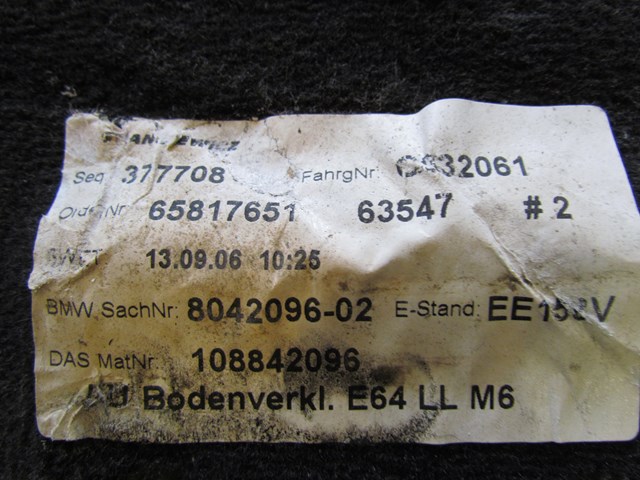 Seq 377708 FahrgNr
OrderNr 65817651 63547 # 2
13.09.06 10:25
BMW SachNr: 8042096-02 E-Stand:
DAS MatNr. 108842096
Bodenverkl. E64 LL M6